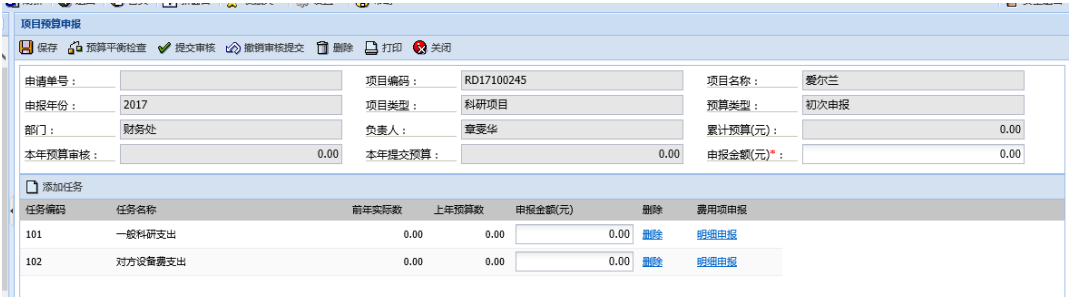 项目预算申报
保存 预算平衡检查 提交审核 撤销审核提交 删除 打印 关闭
申请单号： 项目编码： RD17100245 项目名称： 爱尔兰
申报年份： 2017 项目类型： 科研项目 预算类型： 初次申报
部门： 财务处 负责人： 章雯华 累计预算(元)： 0.00
本年预算审核： 0.00 本年提交预算： 0.00 申报金额(元)*： 0.00
添加任务
任务编码 任务名称 前年实际数 上年预算数 申报金额(元) 删除 费用项申报
101 一般科研支出 0.00 0.00 0.00 删除 明细申报
102 对方设备费支出 0.00 0.00 0.00 删除 明细申报